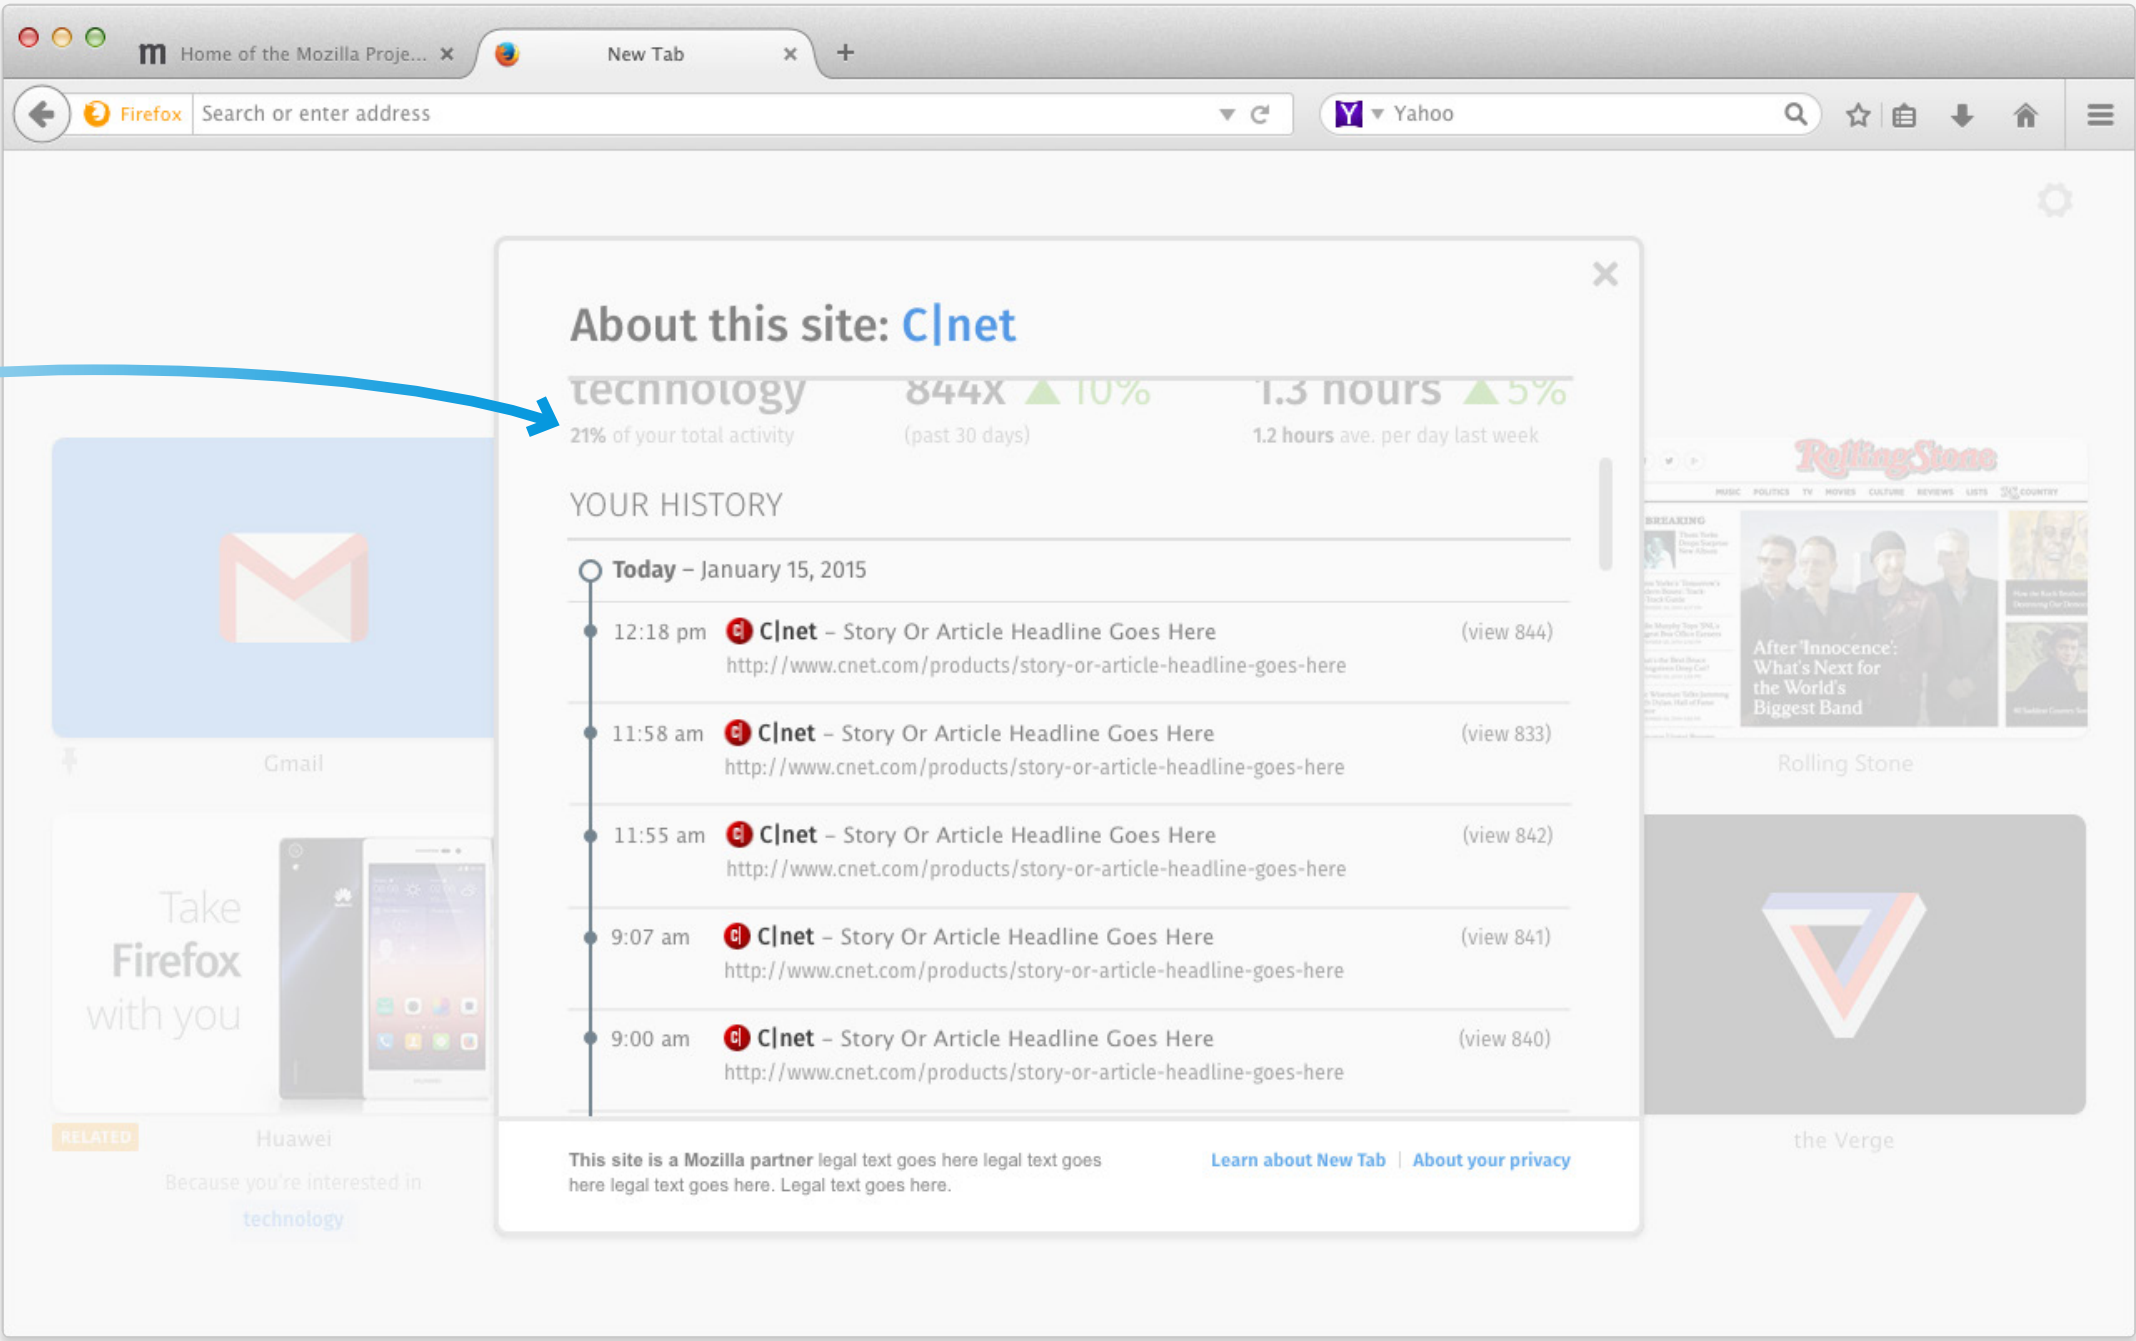 m Home of the Mozilla Proje...
New Tab
Firefox Search or enter address
Yahoo
About this site: C|net
technology 844x 10% 1.3 hours 5%
21% of your total activity (past 30 days) 1.2 hours ave. per day last week
YOUR HISTORY
Today – January 15, 2015
12:18 pm C|net – Story Or Article Headline Goes Here (view 844)
http://www.cnet.com/products/story-or-article-headline-goes-here
11:58 am C|net – Story Or Article Headline Goes Here (view 833)
http://www.cnet.com/products/story-or-article-headline-goes-here
11:55 am C|net – Story Or Article Headline Goes Here (view 842)
http://www.cnet.com/products/story-or-article-headline-goes-here
9:07 am C|net – Story Or Article Headline Goes Here (view 841)
http://www.cnet.com/products/story-or-article-headline-goes-here
9:00 am C|net – Story Or Article Headline Goes Here (view 840)
http://www.cnet.com/products/story-or-article-headline-goes-here
This site is a Mozilla partner legal text goes here legal text goes
here legal text goes here. Legal text goes here.
Learn about New Tab | About your privacy
Gmail
Take
Firefox
with you
RELATED
Huawei
Because you're interested in
technology
RollingStone
MUSIC POLITICS TV MOVIES CULTURE REVIEWS LISTS COUNTRY
BREAKING
After 'Innocence':
What's Next for
the World's
Biggest Band
Rolling Stone
the Verge